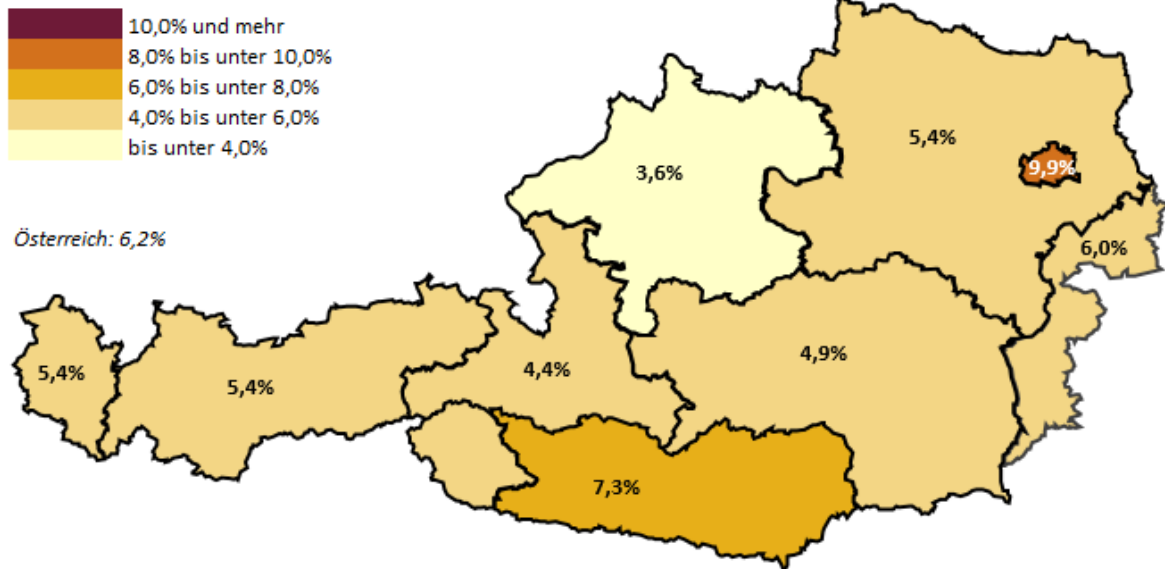 10,0% und mehr
8,0% bis unter 10,0%
6,0% bis unter 8,0%
4,0% bis unter 6,0%
bis unter 4,0%
Österreich: 6,2%
5,4%
9,9%
3,6%
6,0%
4,9%
4,4%
5,4%
5,4%
7,3%